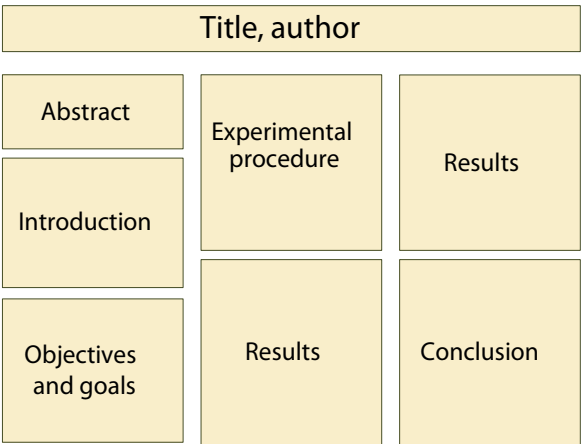 Title, author
Abstract
Introduction
Objectives
and goals
Experimental
procedure
Results
Results
Conclusion